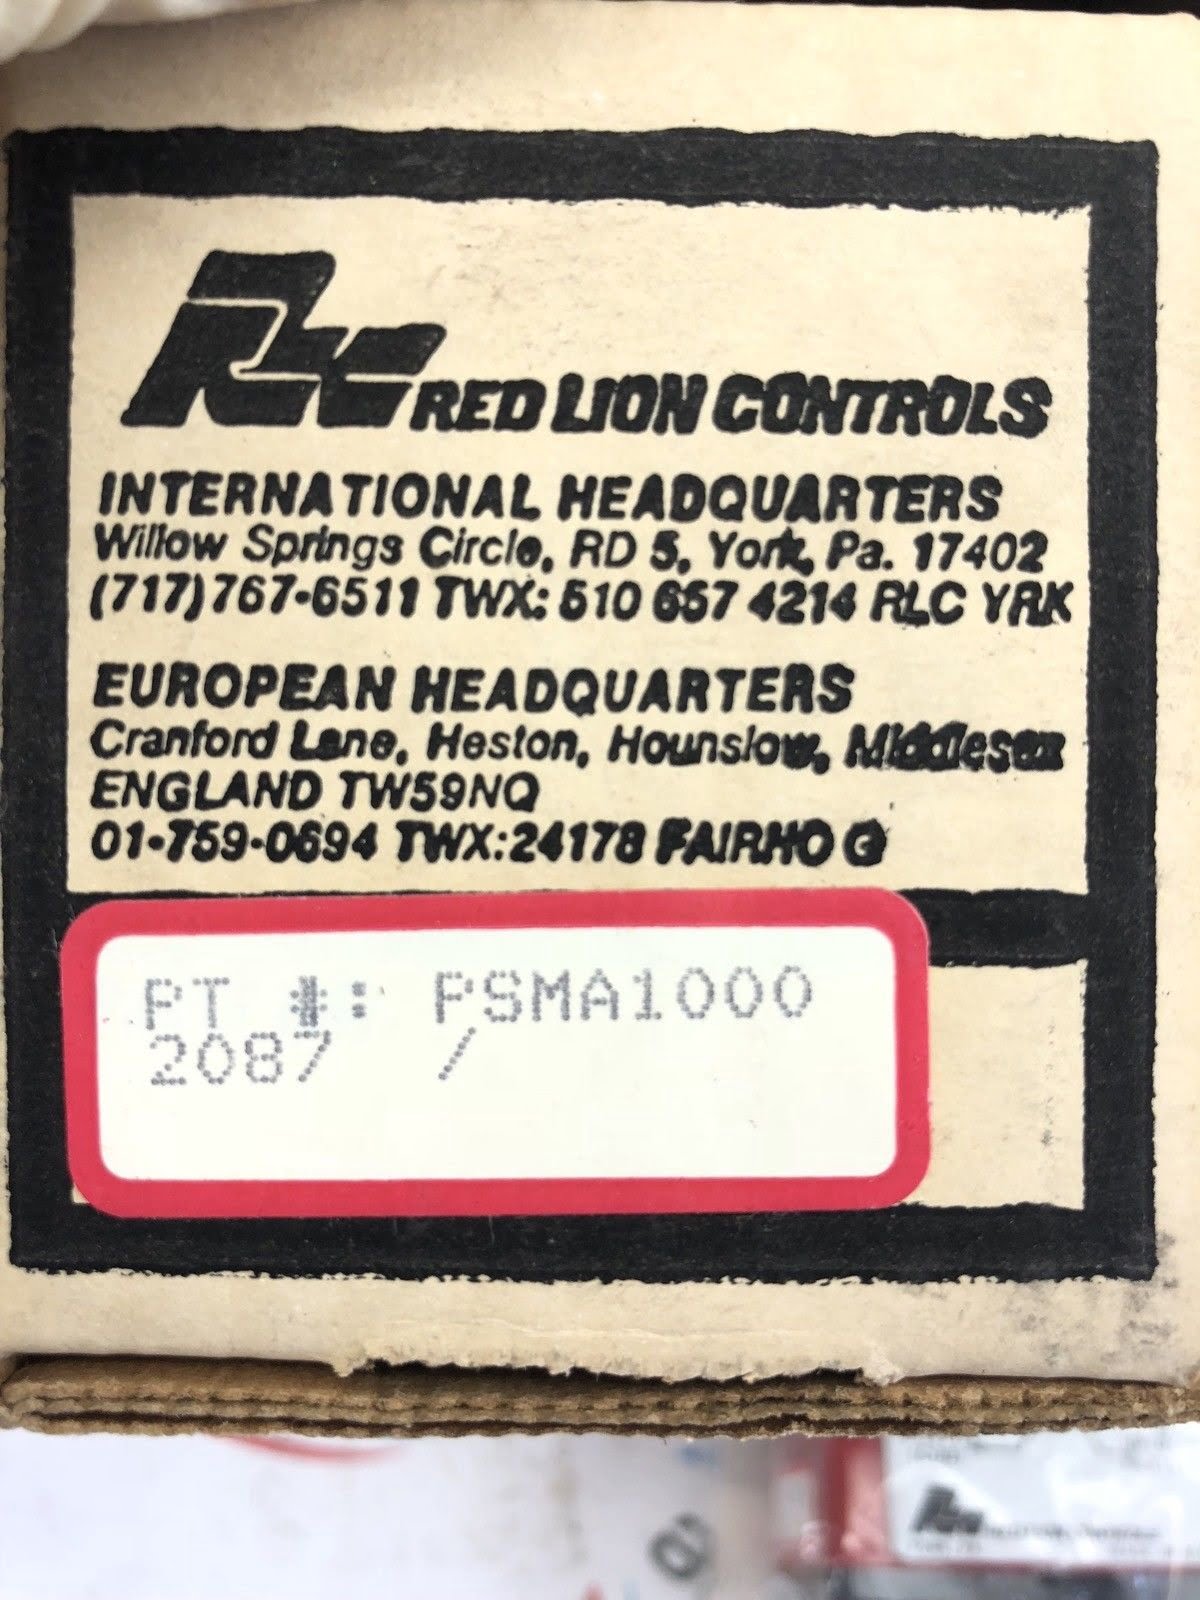 RLC RED LION CONTROLS
INTERNATIONAL HEADQUARTERS
Willow Springs Circle, RD 5, York, Pa. 17402
(717)767-6511 TWX: 510 657 4214 RLC YRK
EUROPEAN HEADQUARTERS
Cranford Lane, Heston, Hounslow, Middlesex
ENGLAND TW59NQ
01-759-0694 TWX:24178 FAIRHO G
PT #: PSMA1000
2087 /